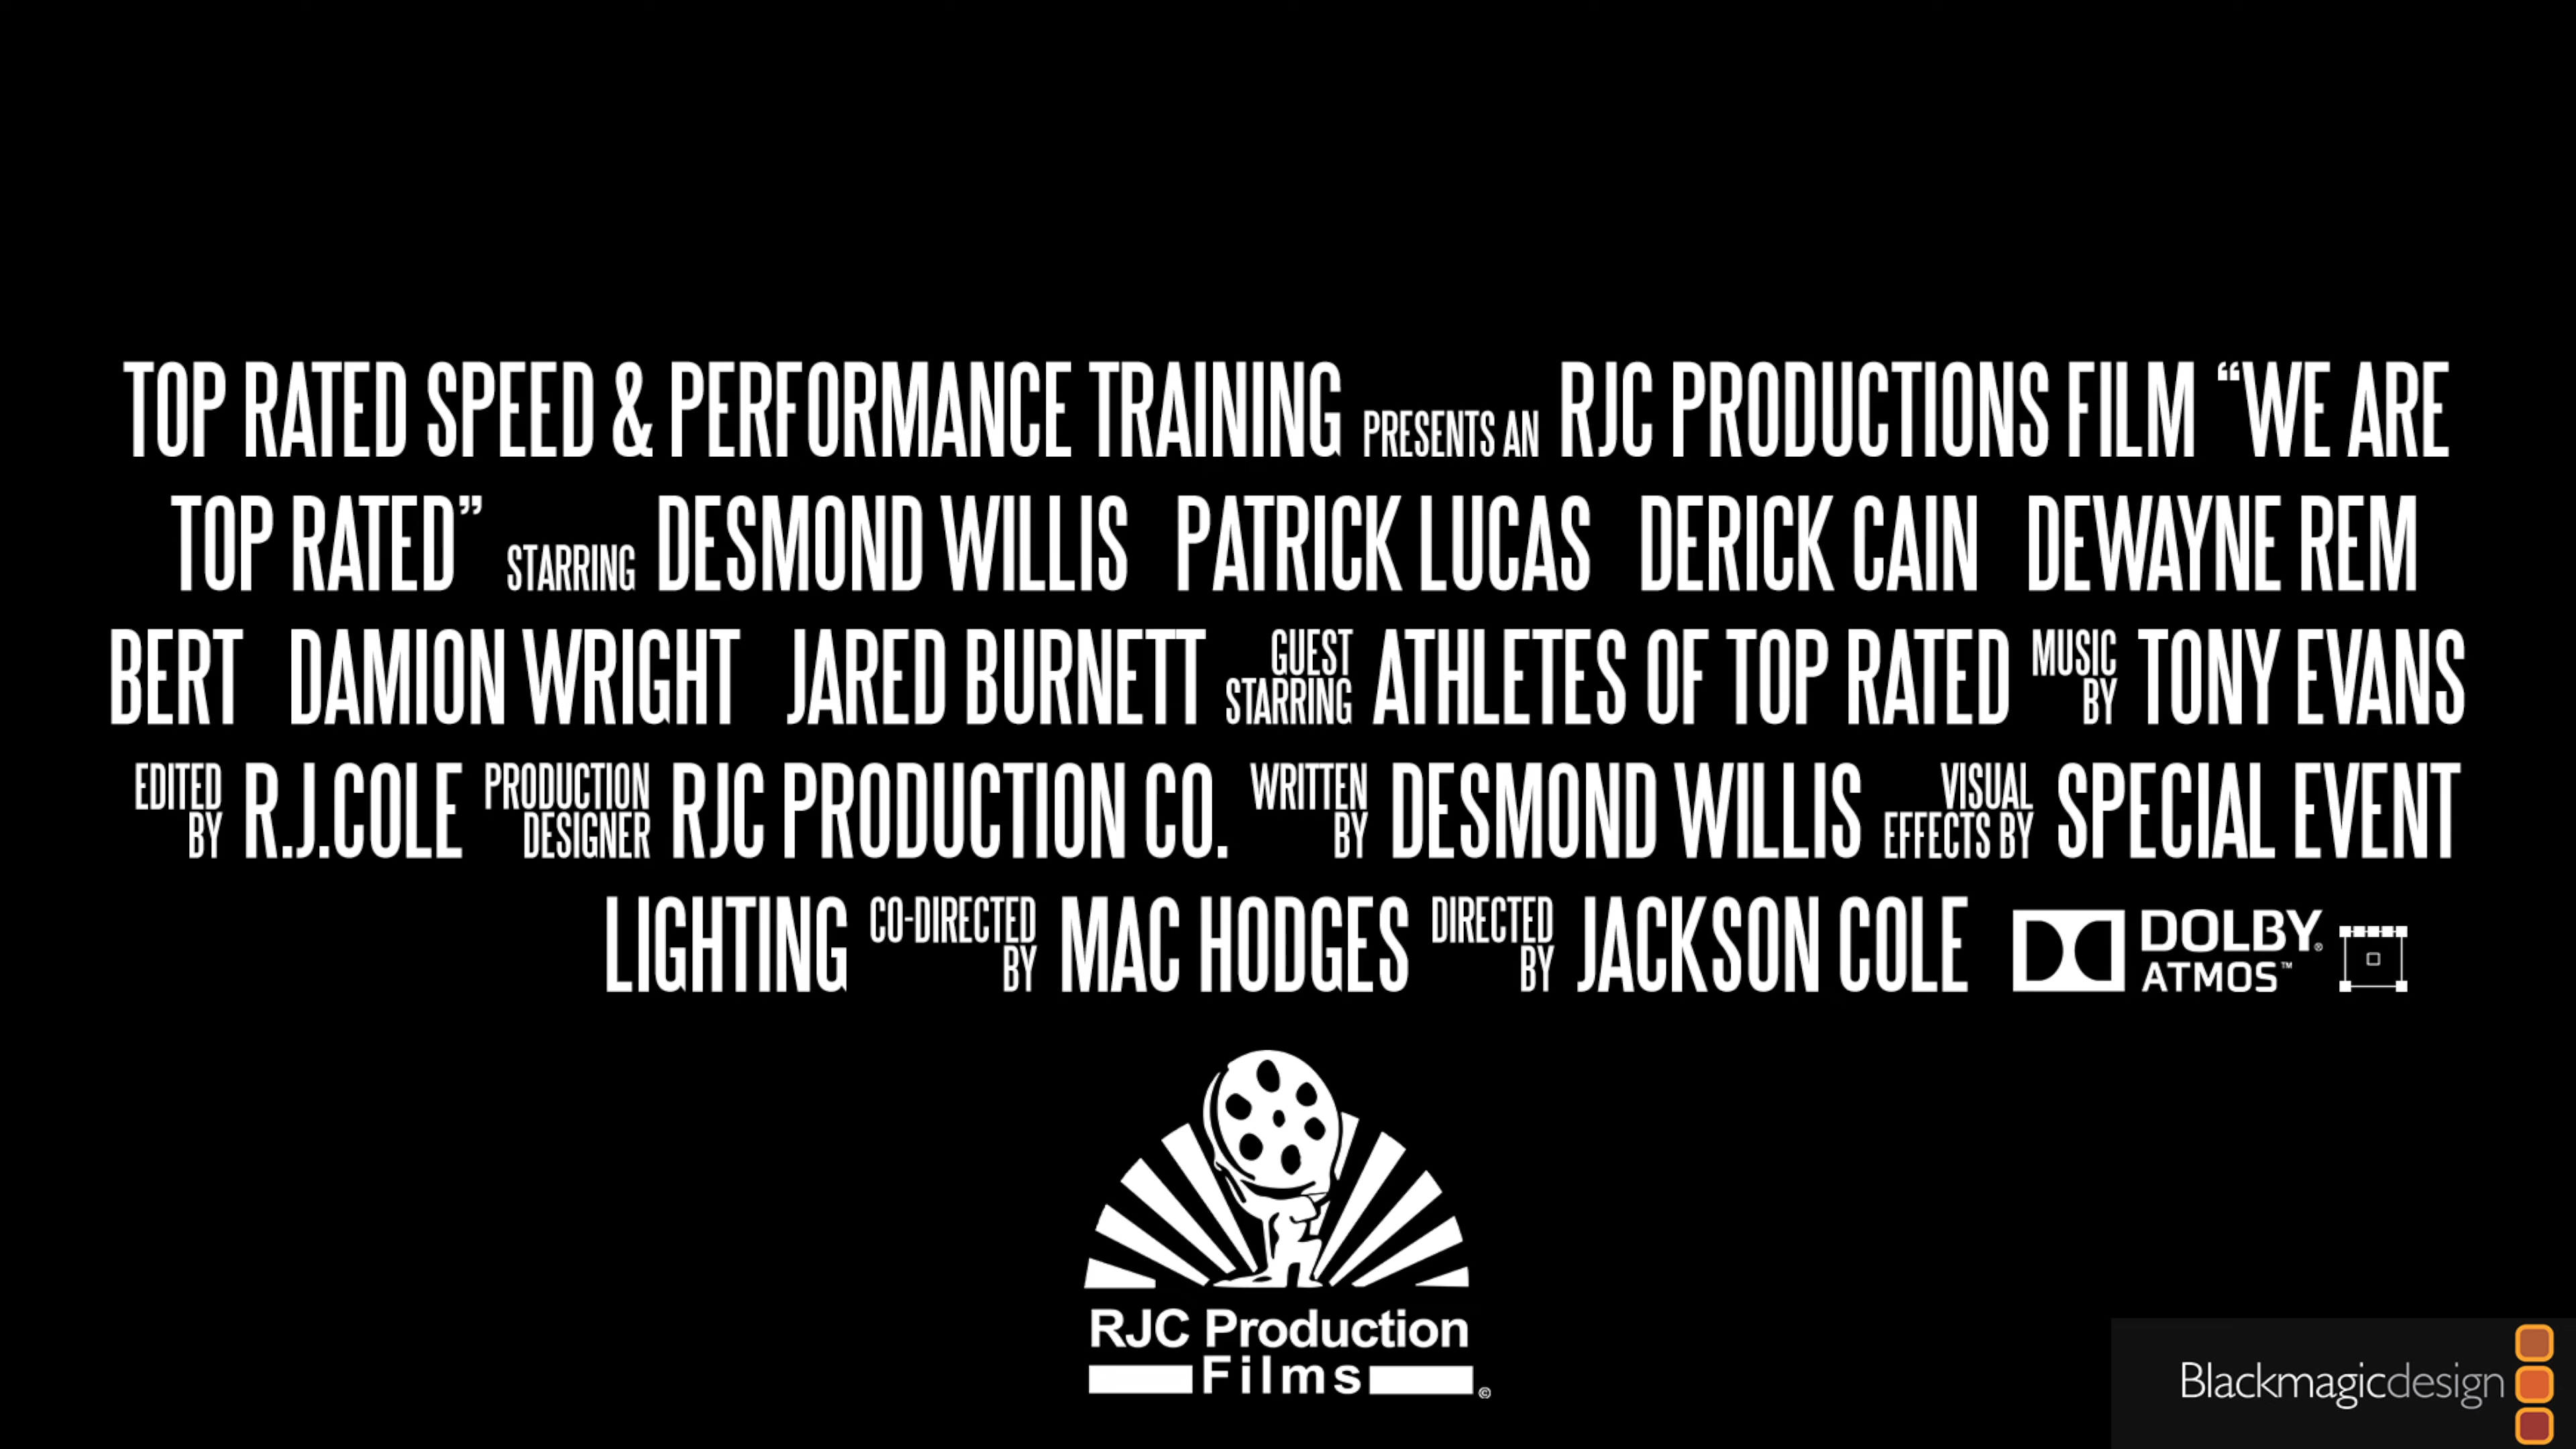 TOP RATED SPEED & PERFORMANCE TRAINING PRESENTS AN RJC PRODUCTIONS FILM “WE ARE
TOP RATED” STARRING DESMOND WILLIS PATRICK LUCAS DERICK CAIN DEWAYNE REM
BERT DAMION WRIGHT JARED BURNETT GUEST STARRING ATHLETES OF TOP RATED MUSIC BY TONY EVANS
EDITED BY R.J.COLE PRODUCTION DESIGNER RJC PRODUCTION CO. WRITTEN BY DESMOND WILLIS VISUAL EFFECTS BY SPECIAL EVENT
LIGHTING CO-DIRECTED BY MAC HODGES DIRECTED BY JACKSON COLE DOLBY® ATMOS™
RJC Production
Films ©
Blackmagicdesign